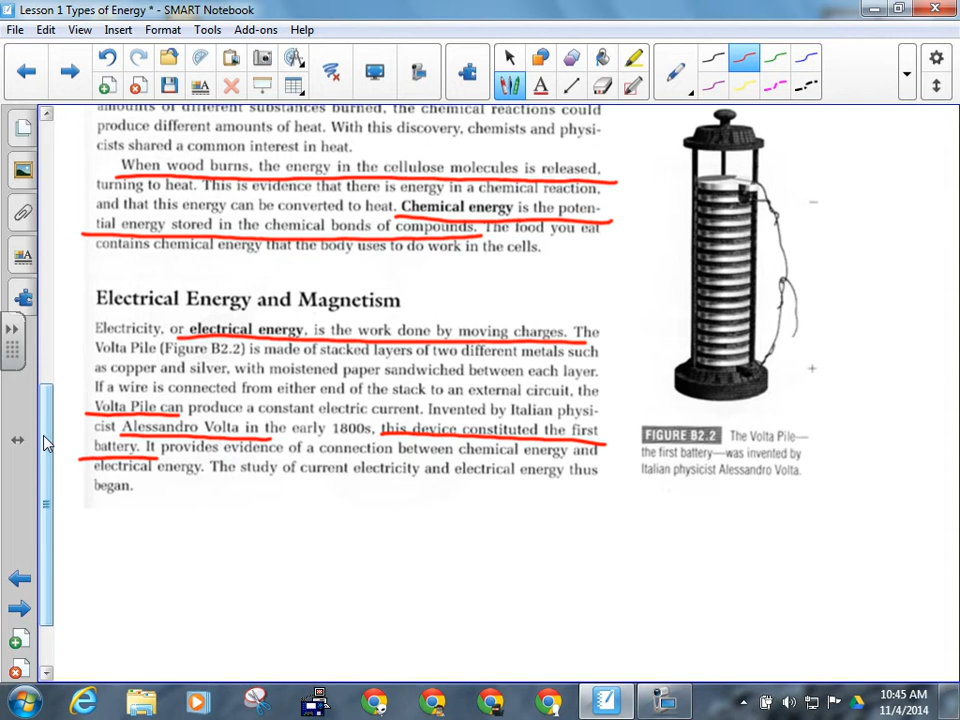 Lesson 1 Types of Energy * - SMART Notebook
File Edit View Insert Format Tools Add-ons Help
amounts of different substances burned, the chemical reactions could
produce different amounts of heat. With this discovery, chemists and physi-
cists shared a common interest in heat.
When wood burns, the energy in the cellulose molecules is released,
turning to heat. This is evidence that there is energy in a chemical reaction,
and that this energy can be converted to heat. Chemical energy is the poten-
tial energy stored in the chemical bonds of compounds. The food you eat
contains chemical energy that the body uses to do work in the cells.
Electrical Energy and Magnetism
Electricity, or electrical energy, is the work done by moving charges. The
Volta Pile (Figure B2.2) is made of stacked layers of two different metals such
as copper and silver, with moistened paper sandwiched between each layer.
If a wire is connected from either end of the stack to an external circuit, the
Volta Pile can produce a constant electric current. Invented by Italian physi-
cist Alessandro Volta in the early 1800s, this device constituted the first
battery. It provides evidence of a connection between chemical energy and
electrical energy. The study of current electricity and electrical energy thus
began.
−
+
FIGURE B2.2 The Volta Pile—
the first battery—was invented by
Italian physicist Alessandro Volta.
10:45 AM
11/4/2014